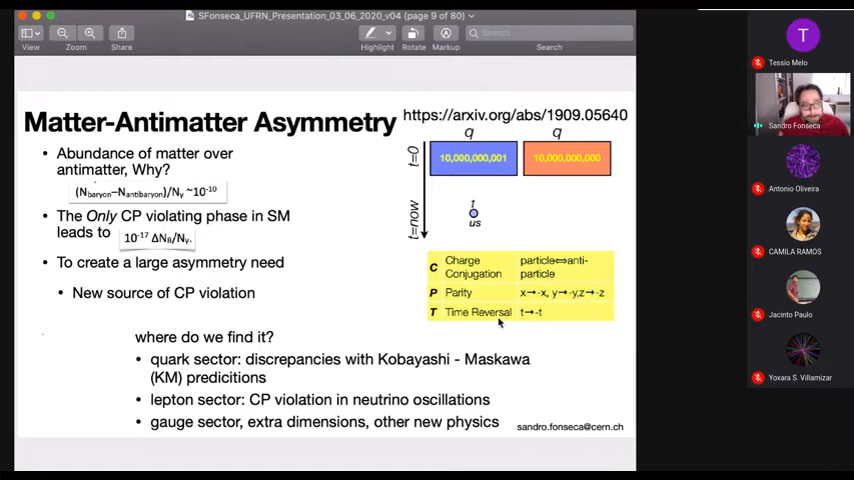 SFonseca_UFRN_Presentation_03_06_2020_v04 (page 9 of 80)
View
Zoom
Share
Highlight
Rotate
Markup
Search
Search
Matter-Antimatter Asymmetry
https://arxiv.org/abs/1909.05640
• Abundance of matter over
antimatter, Why?
(Nbaryon–Nantibaryon)/Nγ ~10-10
• The Only CP violating phase in SM
leads to 10-17 ΔNB/Nγ.
• To create a large asymmetry need
• New source of CP violation
q q
t=0
10,000,000,001 10,000,000,000
1
us
t=now
C Charge Conjugation particle⇔anti-particle
P Parity x→-x, y→-y,z→-z
T Time Reversal t→-t
where do we find it?
• quark sector: discrepancies with Kobayashi - Maskawa
(KM) predicitions
• lepton sector: CP violation in neutrino oscillations
• gauge sector, extra dimensions, other new physics
sandro.fonseca@cern.ch
T
Tessio Melo
Sandro Fonseca
Antonio Oliveira
CAMILA RAMOS
Jacinto Paulo
Yoxara S. Villamizar